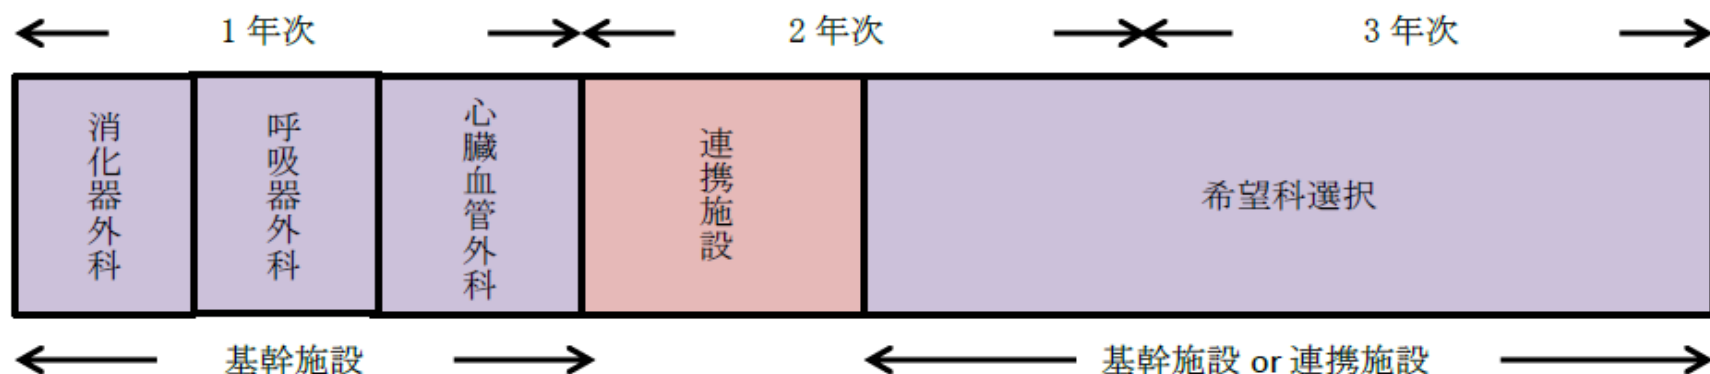 1 年次
2 年次
3 年次
消化器外科
呼吸器外科
心臓血管外科
連携施設
希望科選択
基幹施設
基幹施設 or 連携施設